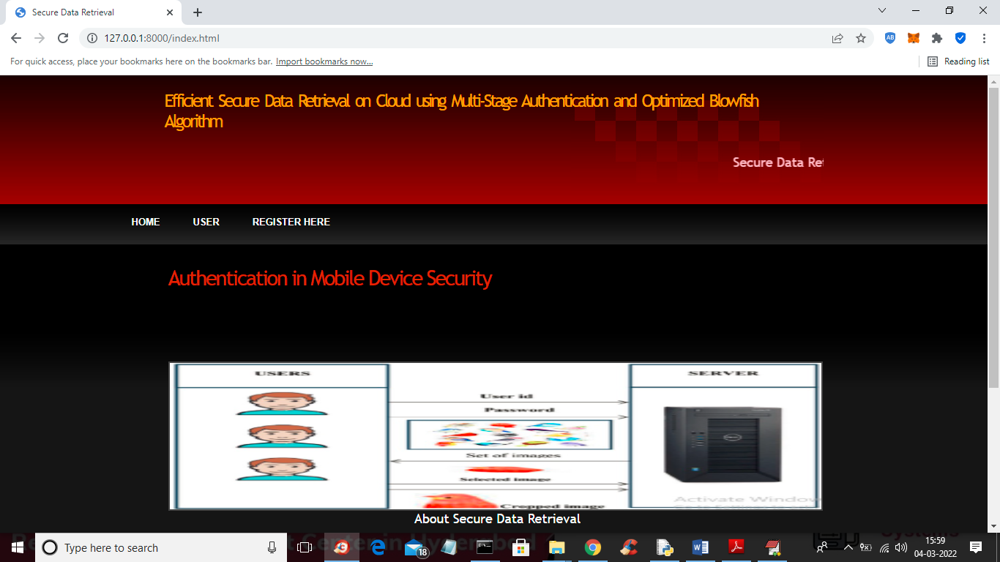 Secure Data Retrieval
127.0.0.1:8000/index.html
AB
For quick access, place your bookmarks here on the bookmarks bar. Import bookmarks now...
Reading list
Efficient Secure Data Retrieval on Cloud using Multi-Stage Authentication and Optimized Blowfish
Algorithm
Secure Data Ret
HOME USER REGISTER HERE
Authentication in Mobile Device Security
USERS
SERVER
User id
Password
Set of images
Selected image
Cropped image
DELL
Activate Window
About Secure Data Retrieval
Type here to search
18
15:59
04-03-2022